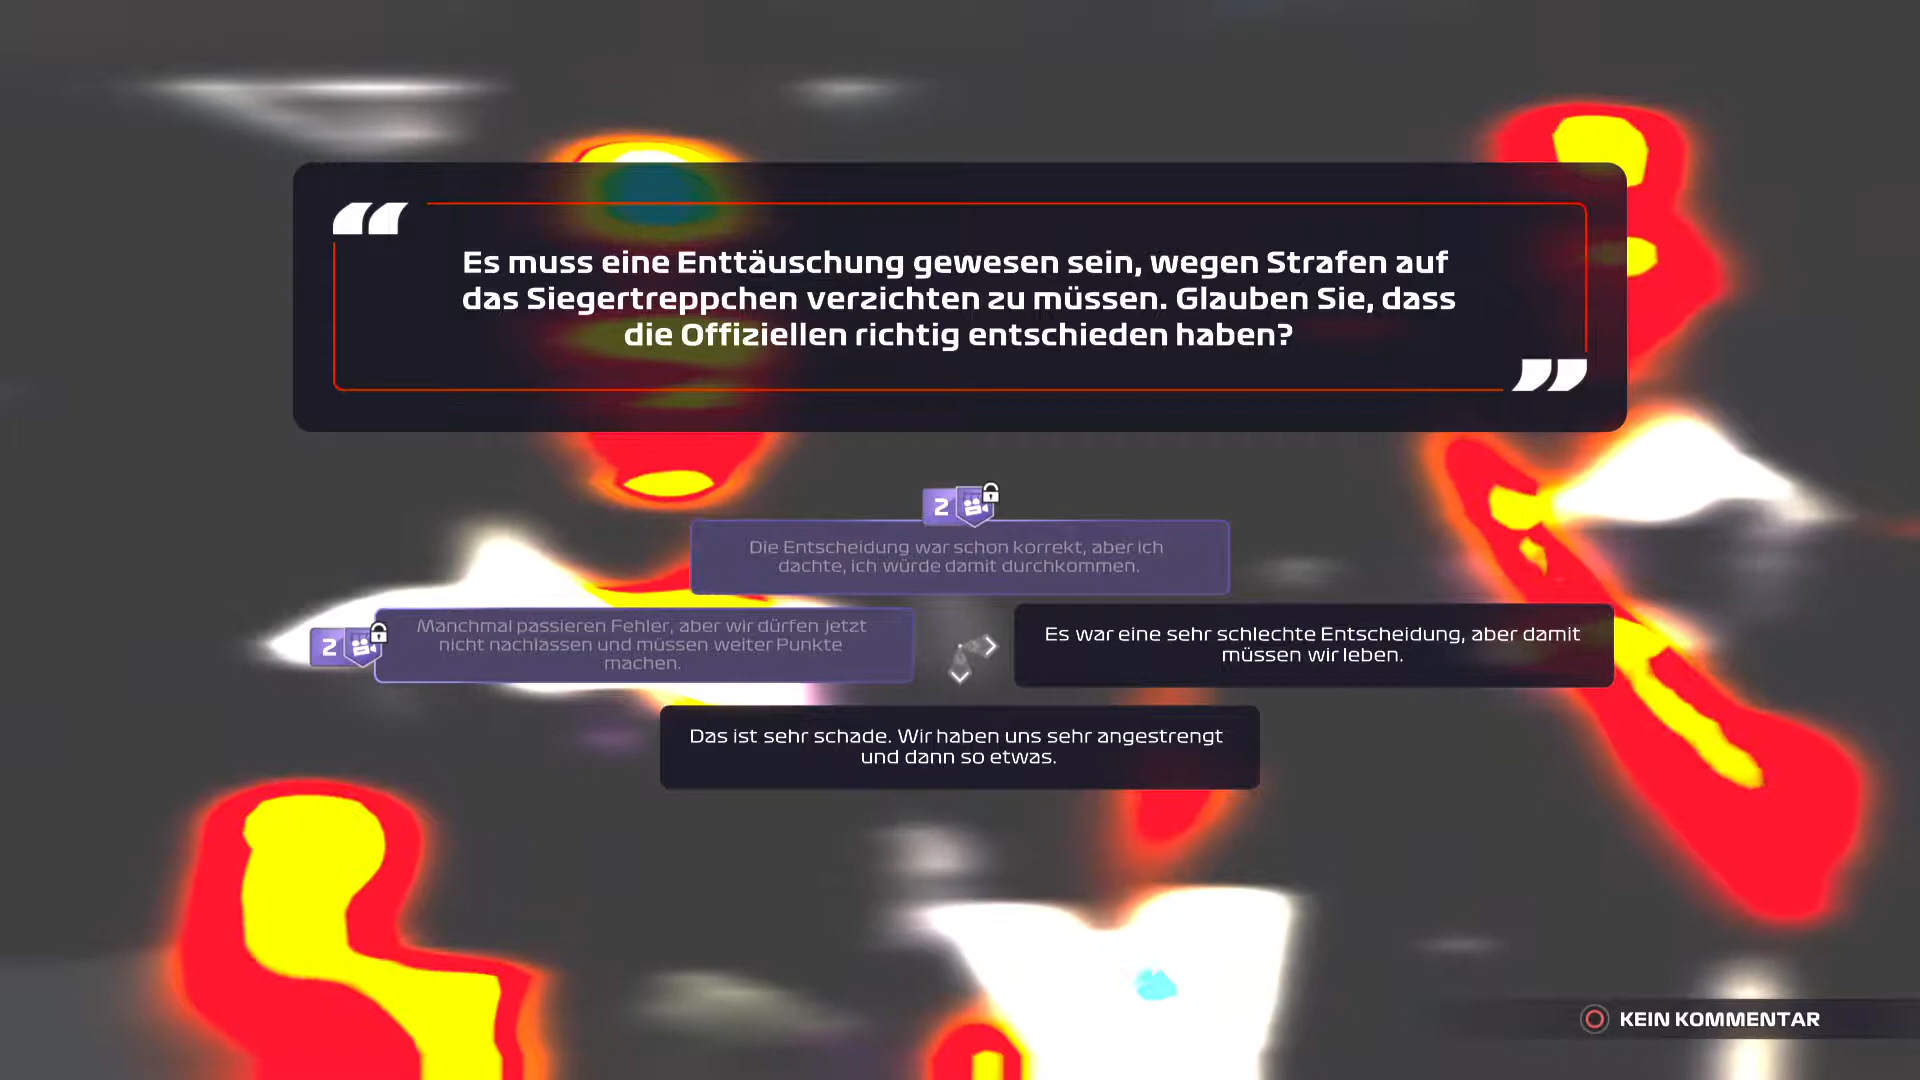 Es muss eine Enttäuschung gewesen sein, wegen Strafen auf
das Siegertreppchen verzichten zu müssen. Glauben Sie, dass
die Offiziellen richtig entschieden haben?
2
Die Entscheidung war schon korrekt, aber ich
dachte, ich würde damit durchkommen.
2
Manchmal passieren Fehler, aber wir dürfen jetzt
nicht nachlassen und müssen weiter Punkte
machen.
Es war eine sehr schlechte Entscheidung, aber damit
müssen wir leben.
Das ist sehr schade. Wir haben uns sehr angestrengt
und dann so etwas.
KEIN KOMMENTAR